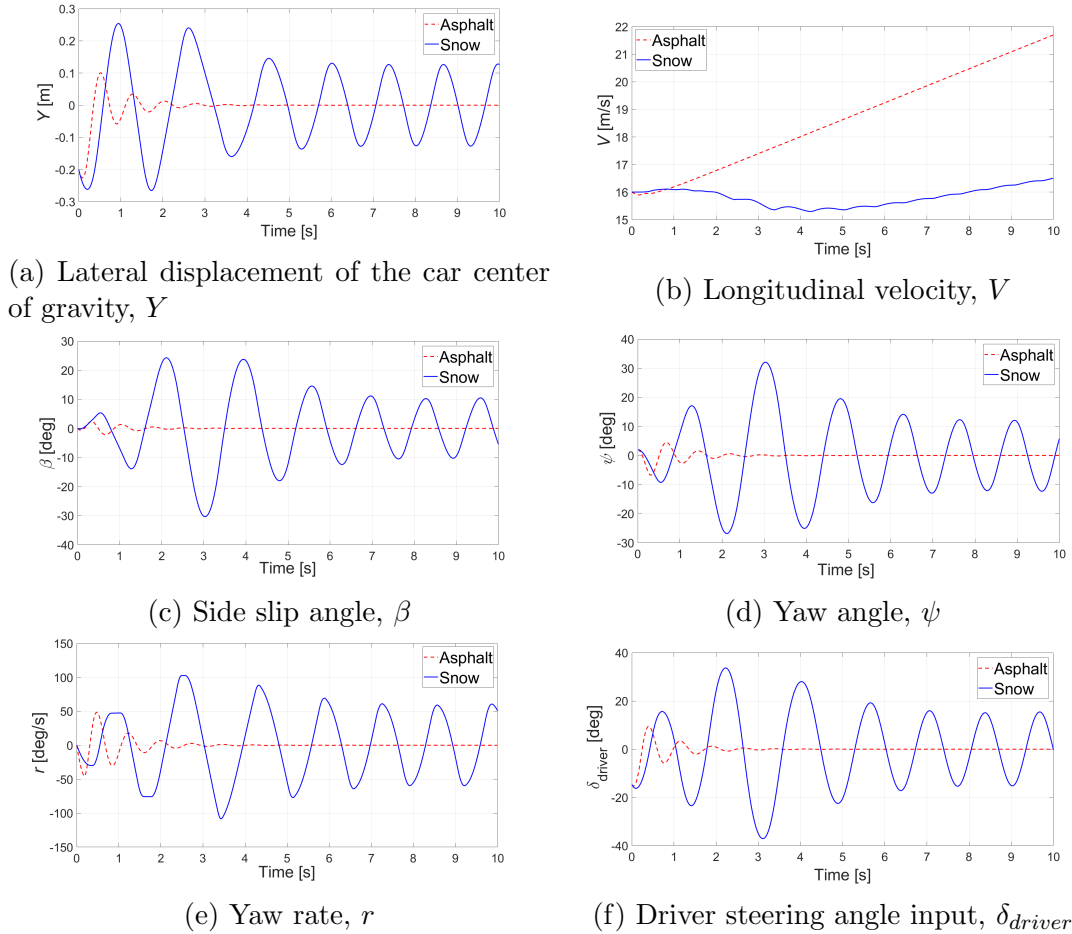 0.3
0.2
0.1
0
-0.1
-0.2
-0.3
Y [m]
0 1 2 3 4 5 6 7 8 9 10
Time [s]
Asphalt
Snow
(a) Lateral displacement of the car center
of gravity, Y
22
21
20
19
18
17
16
15
V [m/s]
0 1 2 3 4 5 6 7 8 9 10
Time [s]
Asphalt
Snow
(b) Longitudinal velocity, V
30
20
10
0
-10
-20
-30
-40
β [deg]
0 1 2 3 4 5 6 7 8 9 10
Time [s]
Asphalt
Snow
(c) Side slip angle, β
40
30
20
10
0
-10
-20
-30
ψ [deg]
0 1 2 3 4 5 6 7 8 9 10
Time [s]
Asphalt
Snow
(d) Yaw angle, ψ
150
100
50
0
-50
-100
-150
r [deg/s]
0 1 2 3 4 5 6 7 8 9 10
Time [s]
Asphalt
Snow
(e) Yaw rate, r
40
20
0
-20
-40
δdriver [deg]
0 1 2 3 4 5 6 7 8 9 10
Time [s]
Asphalt
Snow
(f) Driver steering angle input, δdriver